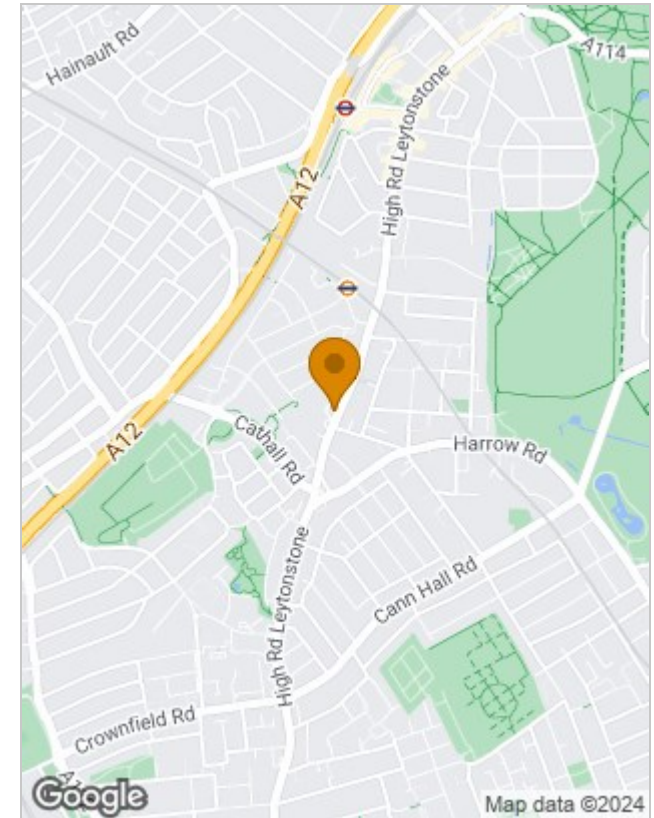 Hainault Rd
A114
High Rd Leytonstone
A12
A12
Cathall Rd
Harrow Rd
High Rd Leytonstone
Cann Hall Rd
Crownfield Rd
Google
Map data ©2024